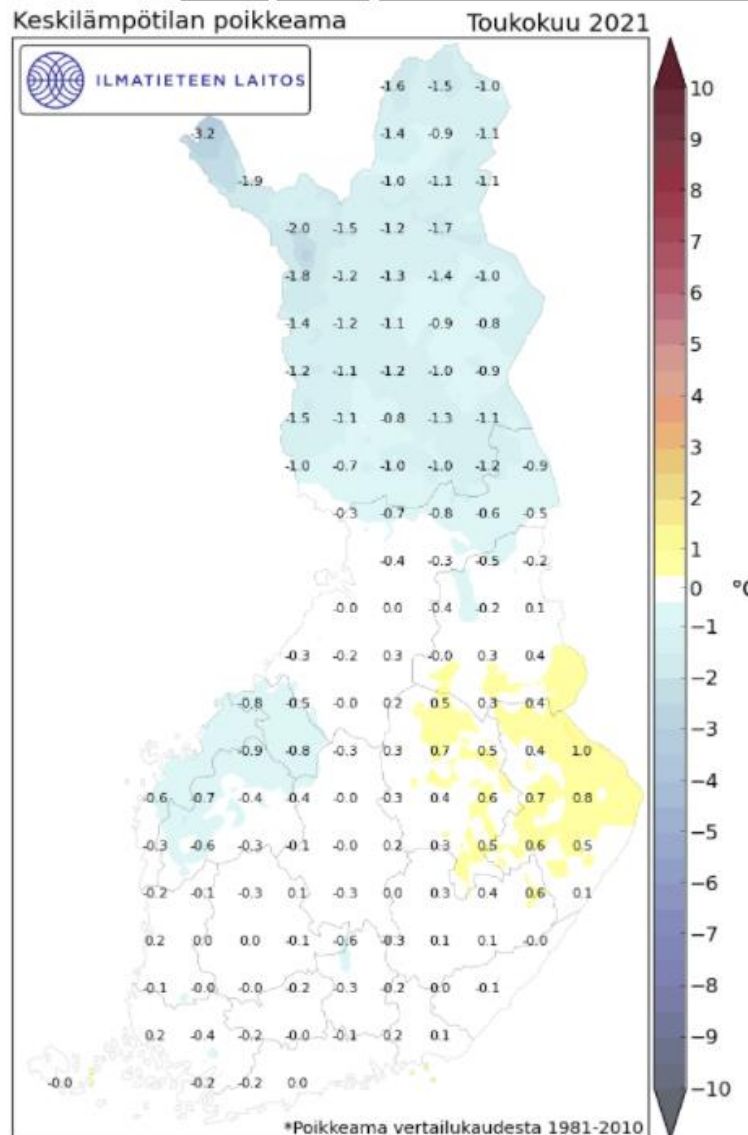 Keskilämpötilan poikkeama Toukokuu 2021
ILMATIETEEN LAITOS
-1.6 -1.5 -1.0
-3.2 -1.4 -0.9 -1.1
-1.9 -1.0 -1.1 -1.1
-2.0 -1.5 -1.2 -1.7
-1.8 -1.2 -1.3 -1.4 -1.0
-1.4 -1.2 -1.1 -0.9 -0.8
-1.2 -1.1 -1.2 -1.0 -0.9
-1.5 -1.1 -0.8 -1.3 -1.1
-1.0 -0.7 -1.0 -1.0 -1.2 -0.9
-0.3 -0.7 -0.8 -0.6 -0.5
-0.4 -0.3 -0.5 -0.2
-0.0 0.0 -0.4 -0.2 0.1
-0.3 -0.2 0.3 -0.0 0.3 0.4
-0.8 -0.5 -0.0 0.2 0.5 0.3 0.4
-0.9 -0.8 -0.3 0.3 0.7 0.5 0.4 1.0
-0.6 -0.7 -0.4 -0.4 -0.0 0.3 0.4 0.6 0.7 0.8
-0.3 -0.6 -0.3 -0.1 -0.0 0.2 0.3 0.5 0.6 0.5
-0.2 -0.1 -0.3 0.1 -0.3 0.0 0.3 0.4 0.6 0.1
0.2 0.0 0.0 -0.1 -0.6 -0.3 0.1 0.1 -0.0
-0.1 -0.0 -0.0 -0.2 -0.3 -0.2 0.0 -0.1
0.2 -0.4 -0.2 -0.0 -0.1 0.2 0.1
-0.0 -0.2 -0.2 0.0
*Poikkeama vertailukaudesta 1981-2010
10
9
8
7
6
5
4
3
2
1
0
−1
−2
−3
−4
−5
−6
−7
−8
−9
−10